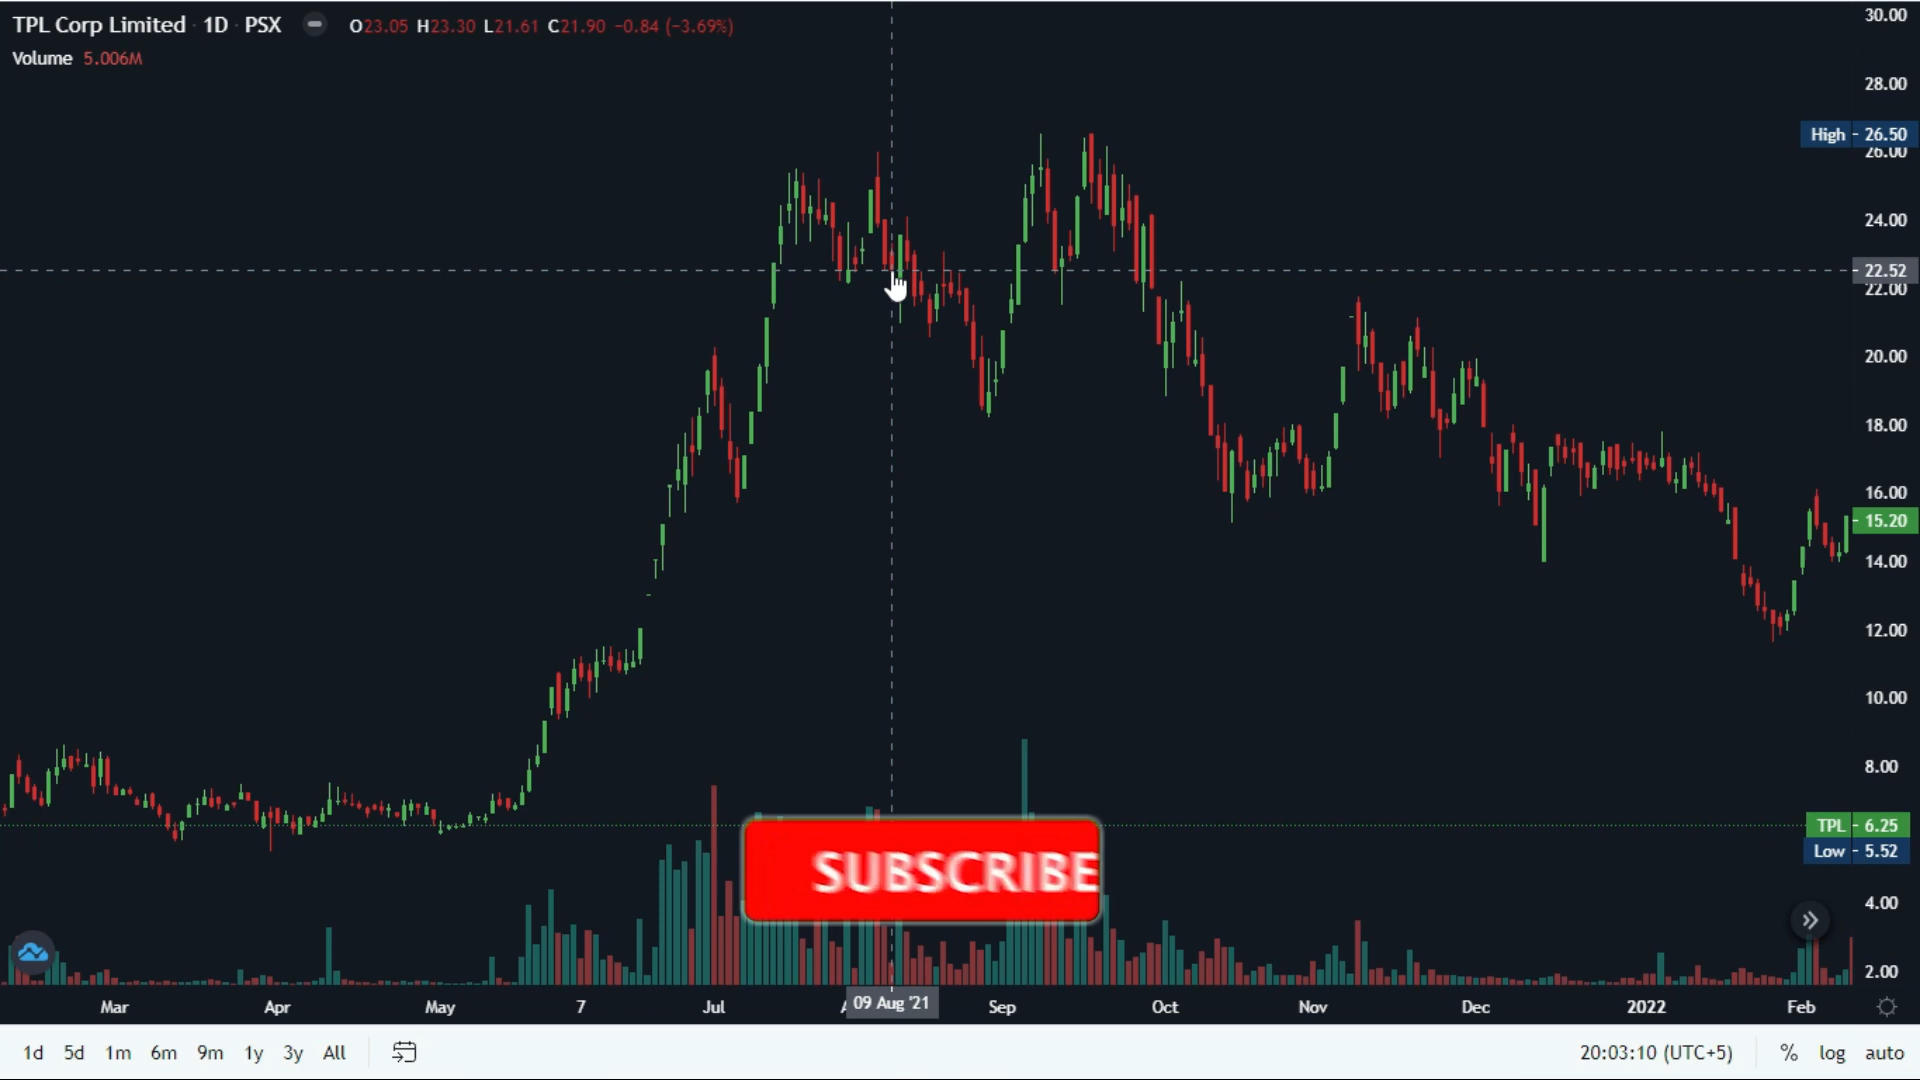 TPL Corp Limited · 1D · PSX O23.05 H23.30 L21.61 C21.90 −0.84 (−3.69%)
Volume 5.006M
30.00
28.00
High 26.50
26.00
24.00
22.52
22.00
20.00
18.00
16.00
15.20
14.00
12.00
10.00
8.00
TPL 6.25
Low 5.52
4.00
2.00
SUBSCRIBE
Mar Apr May 7 Jul 09 Aug '21 Sep Oct Nov Dec 2022 Feb
1d 5d 1m 6m 9m 1y 3y All 20:03:10 (UTC+5) % log auto